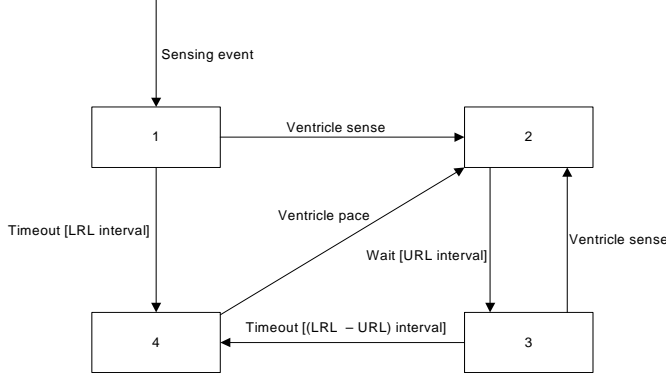 Sensing event
1
Ventricle sense
2
Timeout [LRL interval]
Ventricle pace
Wait [URL interval]
Ventricle sense
4
Timeout [(LRL – URL) interval]
3